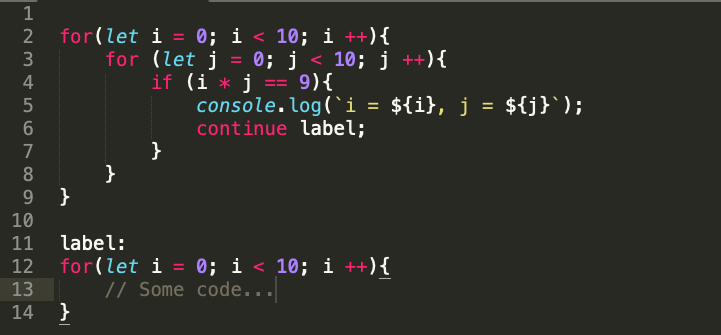 1
2 for(let i = 0; i < 10; i ++){
3     for (let j = 0; j < 10; j ++){
4         if (i * j == 9){
5             console.log(`i = ${i}, j = ${j}`);
6             continue label;
7         }
8     }
9 }
10
11 label:
12 for(let i = 0; i < 10; i ++){
13     // Some code...
14 }